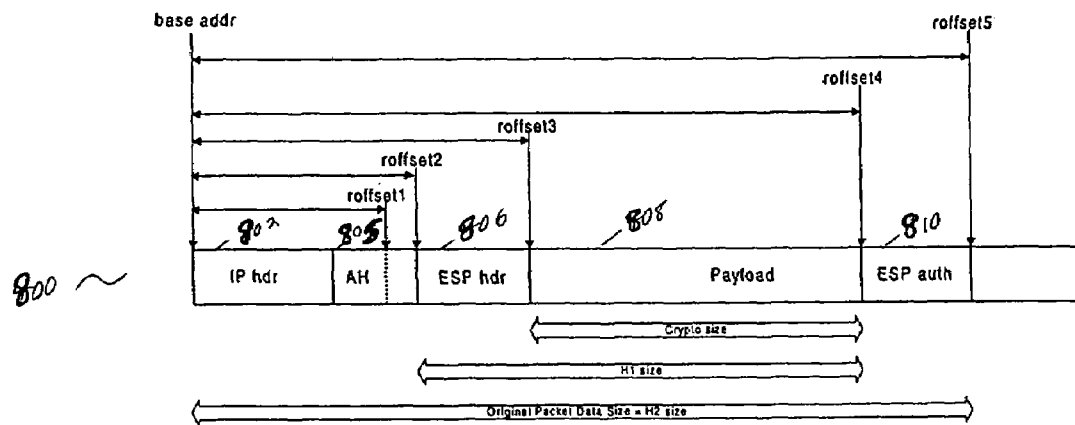 base addr
roffset5
roffset4
roffset3
roffset2
roffset1
802
805
806
808
810
800
IP hdr
AH
ESP hdr
Payload
ESP auth
Crypto size
H1 size
Original Packet Data Size = H2 size